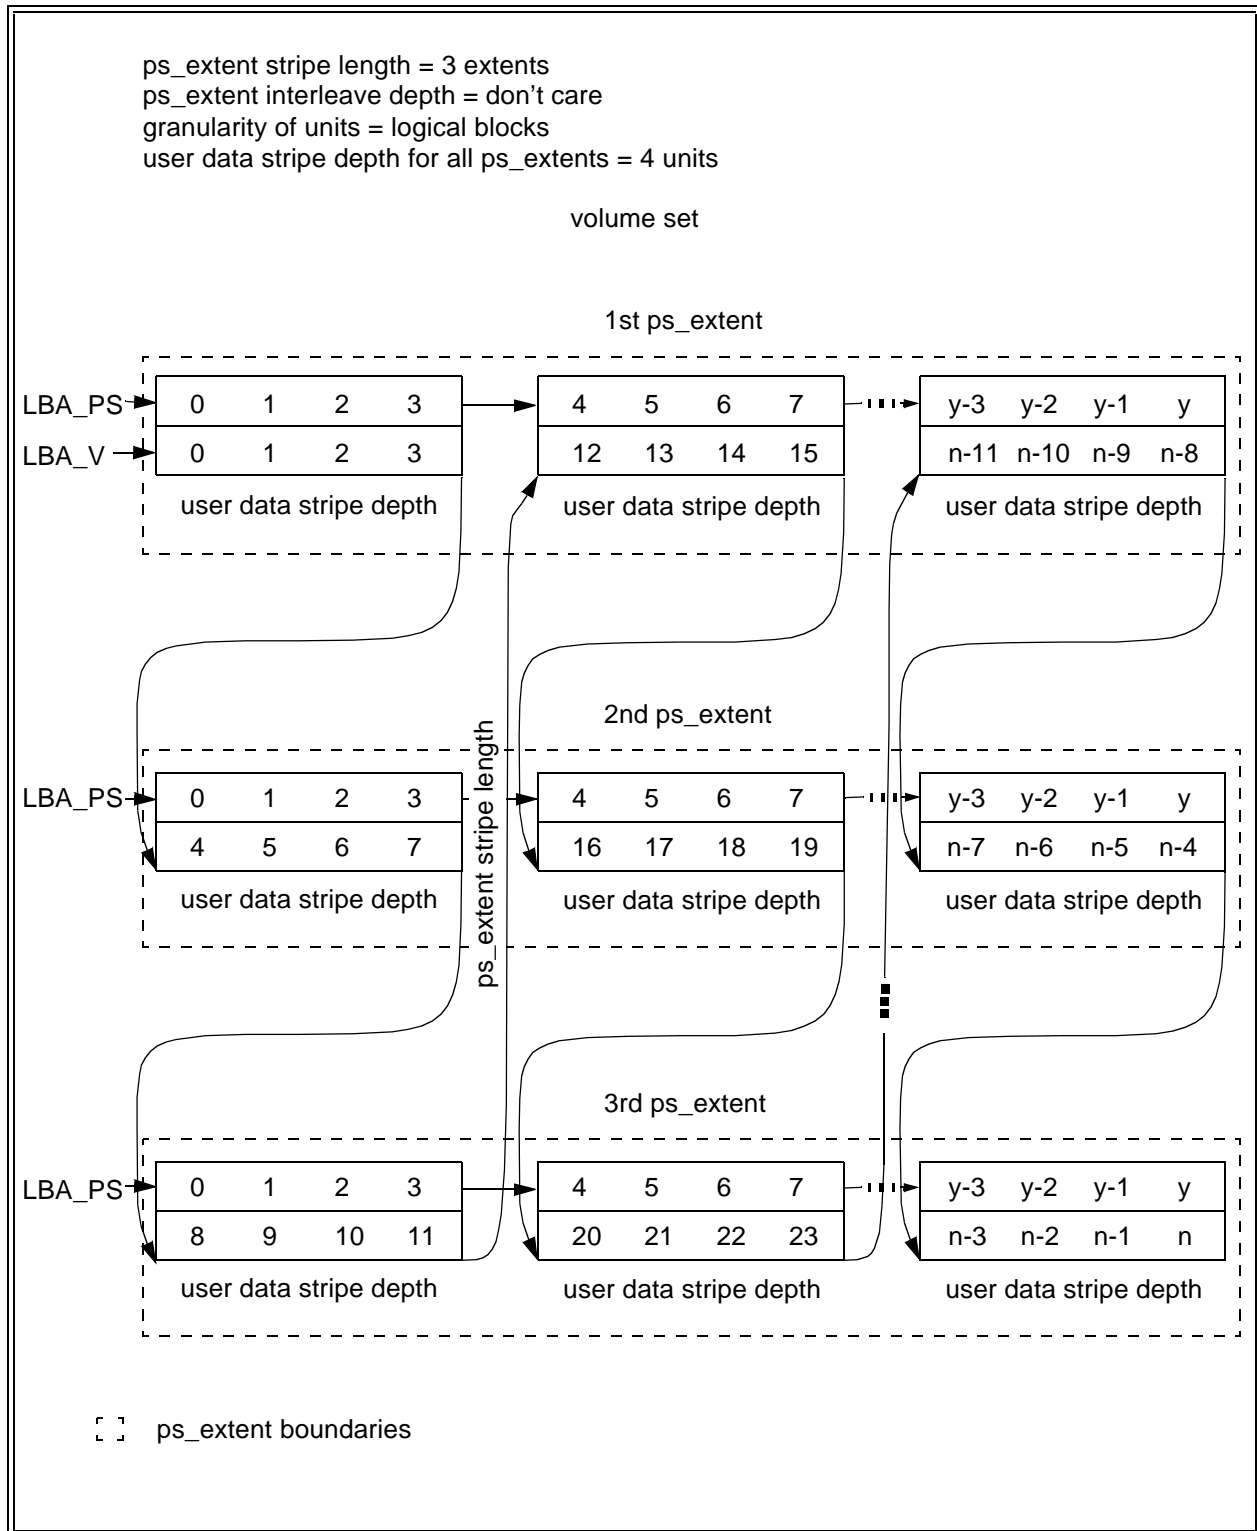 ps_extent stripe length = 3 extents
ps_extent interleave depth = don't care
granularity of units = logical blocks
user data stripe depth for all ps_extents = 4 units
volume set
1st ps_extent
LBA_PS 0 1 2 3 4 5 6 7 y-3 y-2 y-1 y
LBA_V 0 1 2 3 12 13 14 15 n-11 n-10 n-9 n-8
user data stripe depth user data stripe depth user data stripe depth
2nd ps_extent
LBA_PS 0 1 2 3 4 5 6 7 y-3 y-2 y-1 y
4 5 6 7 16 17 18 19 n-7 n-6 n-5 n-4
user data stripe depth user data stripe depth user data stripe depth
ps_extent stripe length
3rd ps_extent
LBA_PS 0 1 2 3 4 5 6 7 y-3 y-2 y-1 y
8 9 10 11 20 21 22 23 n-3 n-2 n-1 n
user data stripe depth user data stripe depth user data stripe depth
ps_extent boundaries